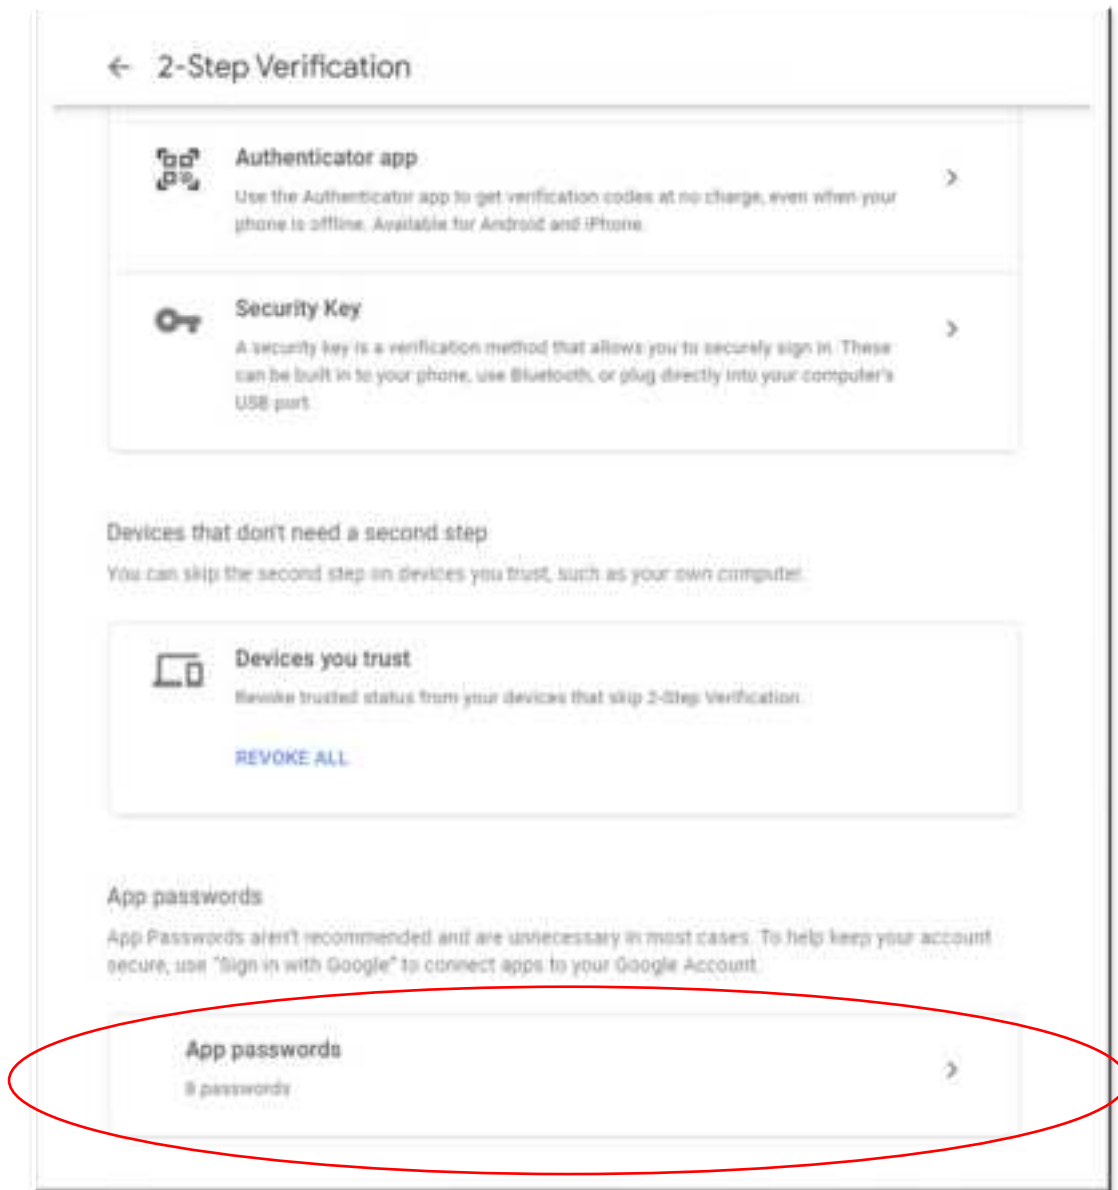 2-Step Verification
Authenticator app
Use the Authenticator app to get verification codes at no charge, even when your
phone is offline. Available for Android and iPhone.
Security Key
A security key is a verification method that allows you to securely sign in. These
can be built in to your phone, use Bluetooth, or plug directly into your computer's
USB port.
Devices that don't need a second step
You can skip the second step on devices you trust, such as your own computer.
Devices you trust
Revoke trusted status from your devices that skip 2-Step Verification.
REVOKE ALL
App passwords
App Passwords aren't recommended and are unnecessary in most cases. To help keep your account
secure, use "Sign in with Google" to connect apps to your Google Account.
App passwords
8 passwords